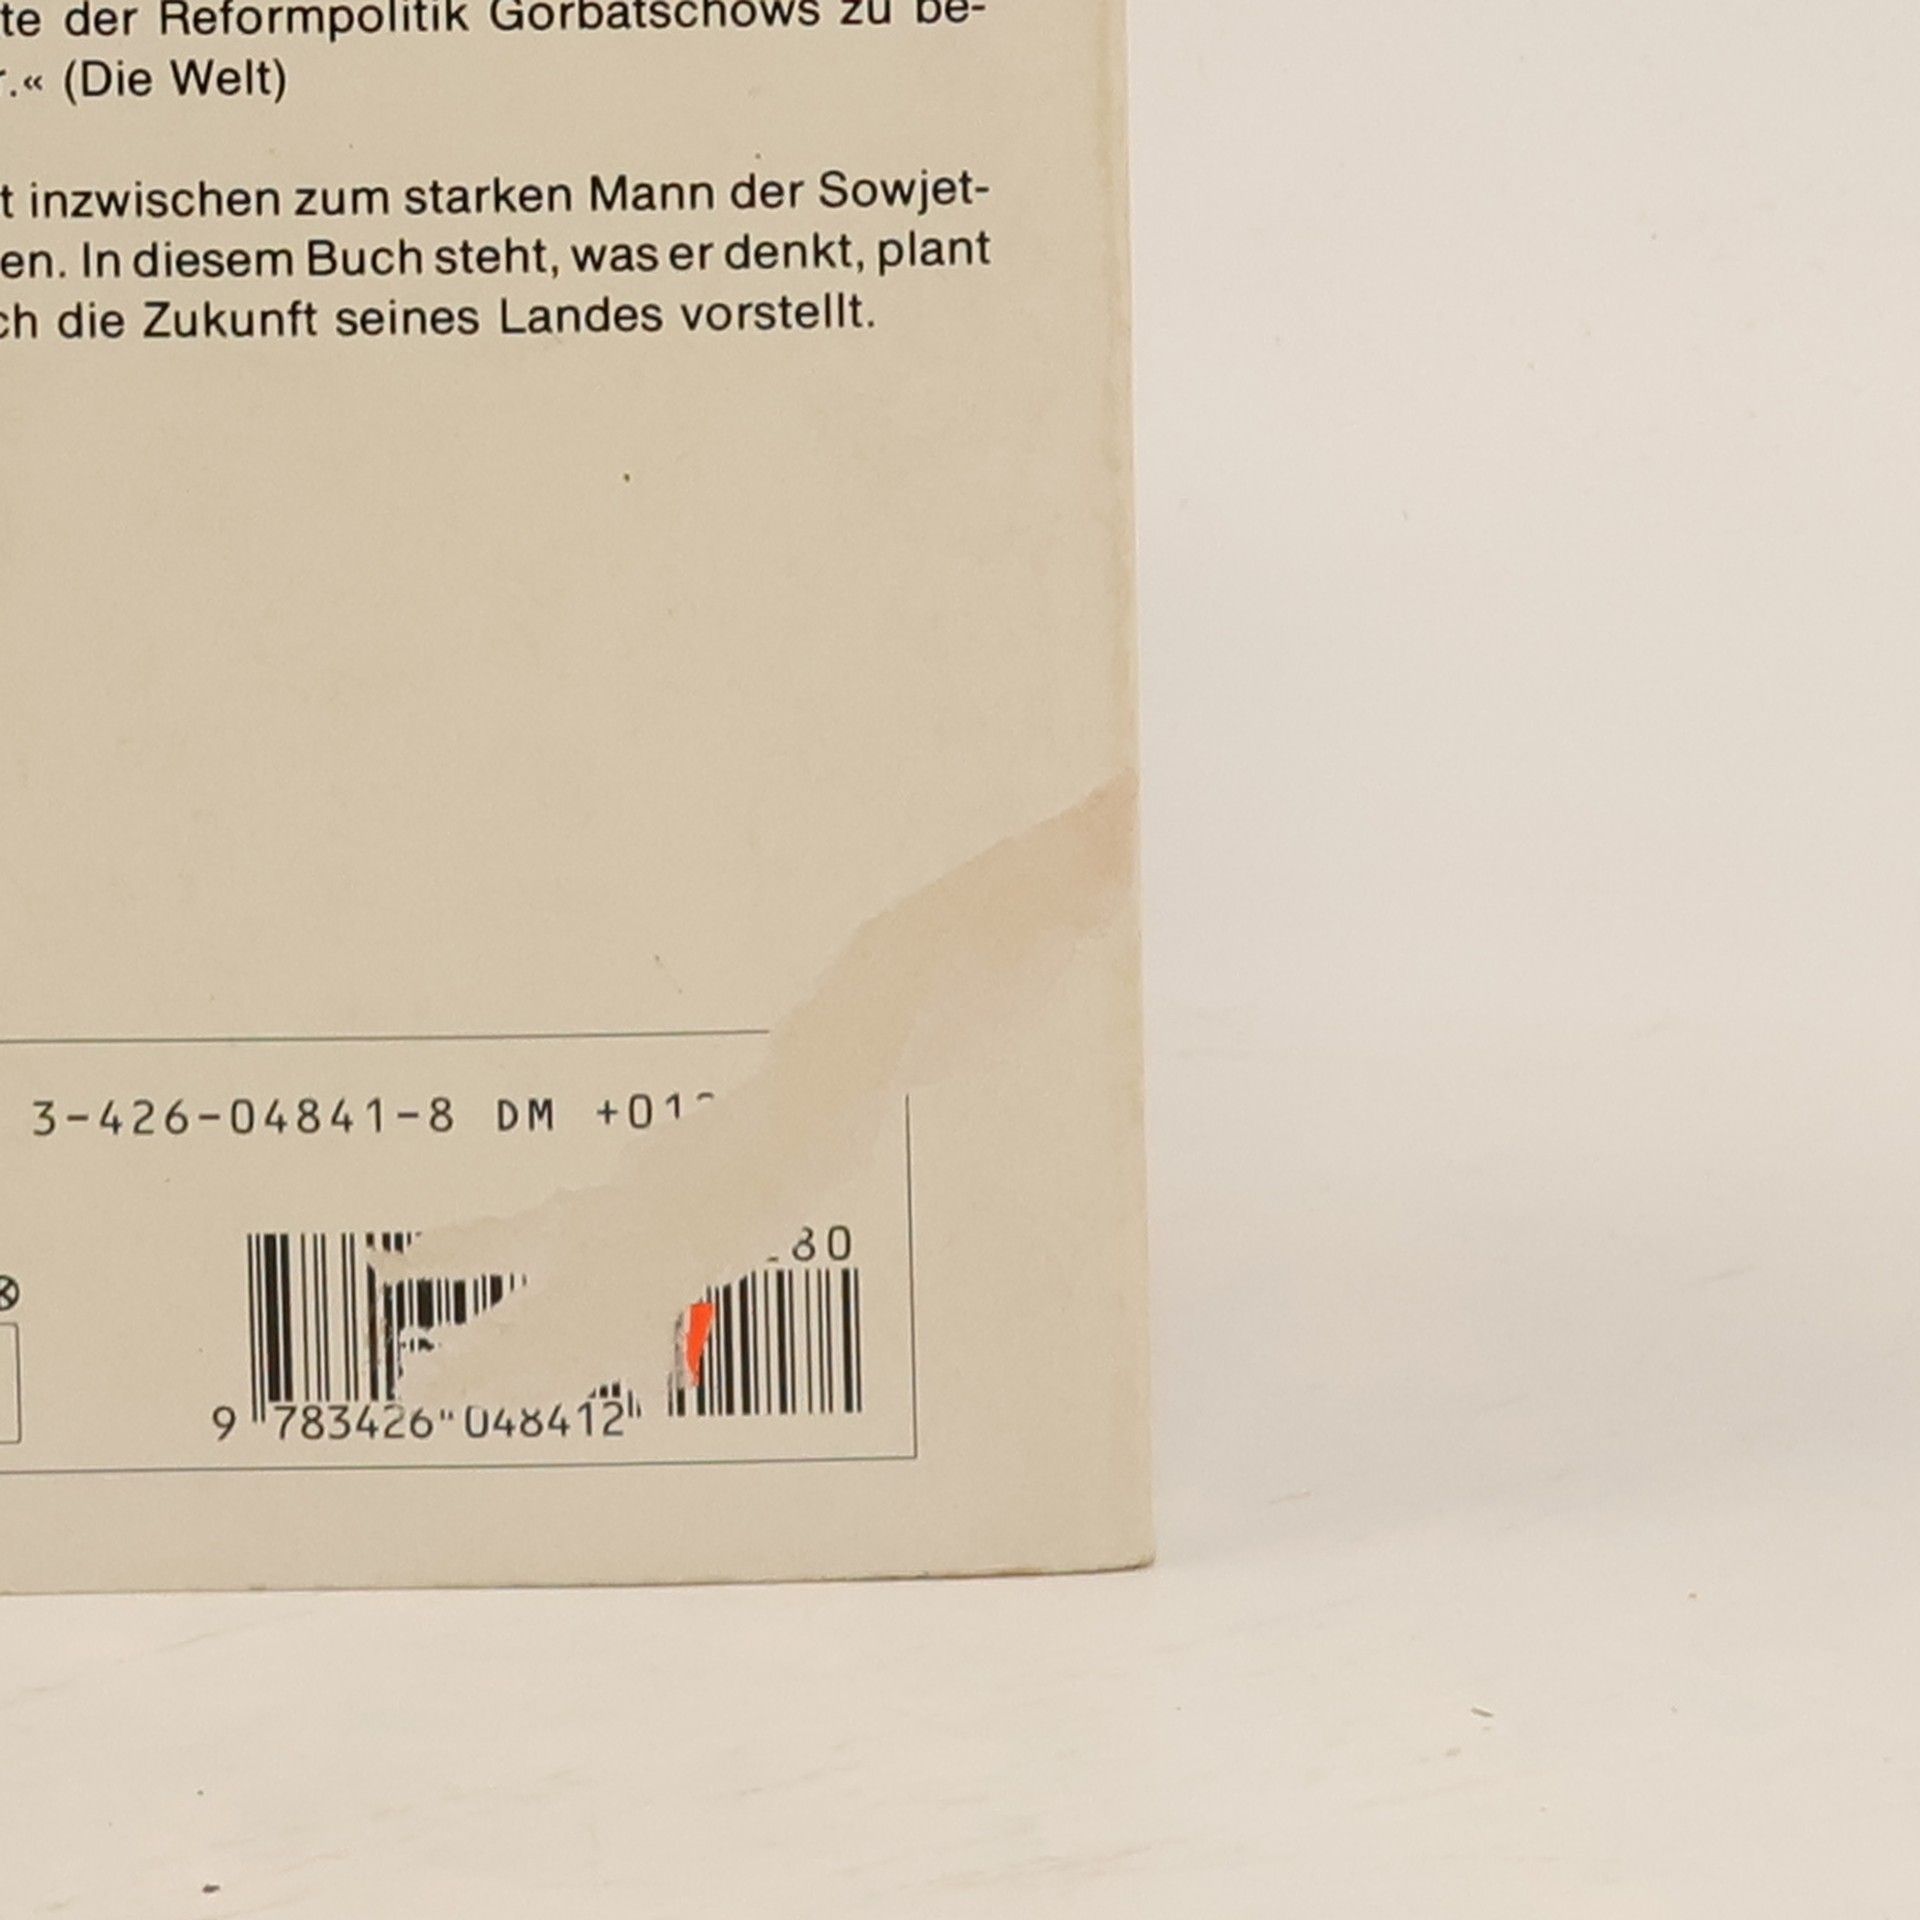 te der Reformpolitik Gorbatschows zu be-
r.« (Die Welt)
t inzwischen zum starken Mann der Sowjet-
en. In diesem Buch steht, was er denkt, plant
ch die Zukunft seines Landes vorstellt.
3-426-04841-8 DM +01
80
9 783426 048412